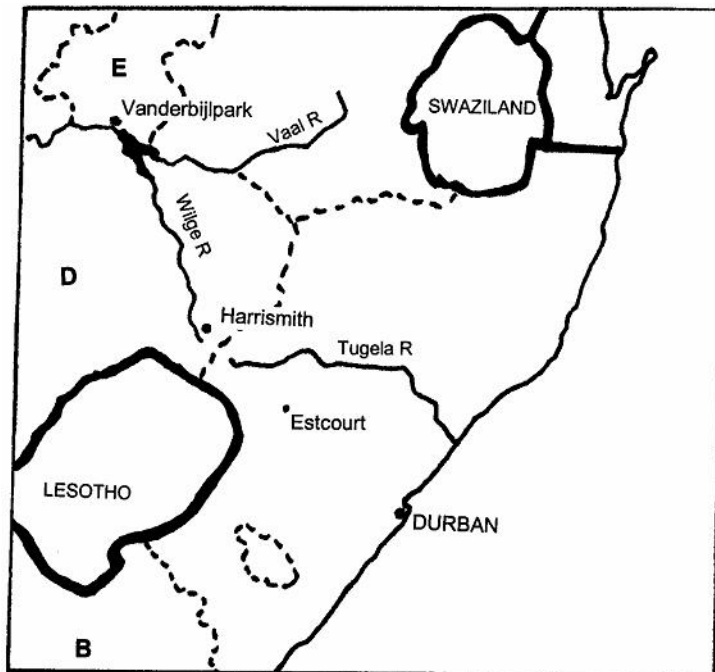 E
Vanderbijlpark
SWAZILAND
Vaal R
Wilge R
D
Harrismith
Tugela R
Estcourt
LESOTHO
DURBAN
B